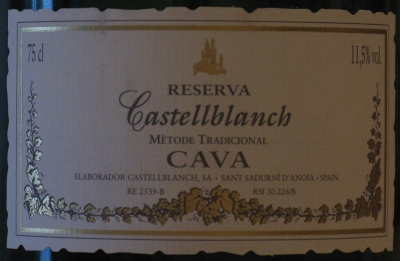 75 cl
11,5% vol.
RESERVA
Castellblanch
MÈTODE TRADICIONAL
CAVA
ELABORADOR CASTELLBLANCH, SA · SANT SADURNÍ D'ANOIA · SPAIN
RE 2539-B RSI 30.226/B